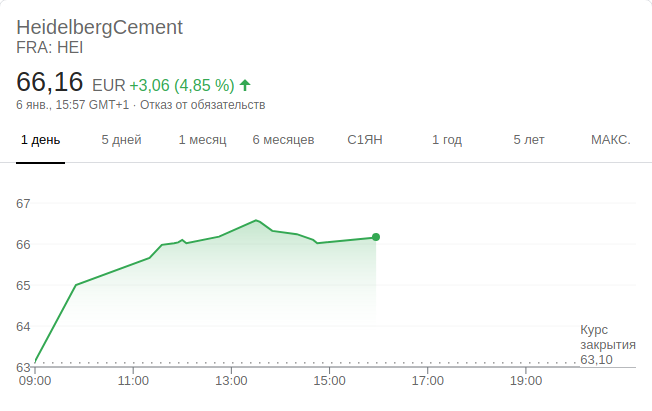 HeidelbergCement
FRA: HEI
66,16 EUR +3,06 (4,85 %)
6 янв., 15:57 GMT+1 · Отказ от обязательств
1 день 5 дней 1 месяц 6 месяцев С1ЯН 1 год 5 лет МАКС.
67
66
65
64
63
Курс
закрытия
63,10
09:00 11:00 13:00 15:00 17:00 19:00